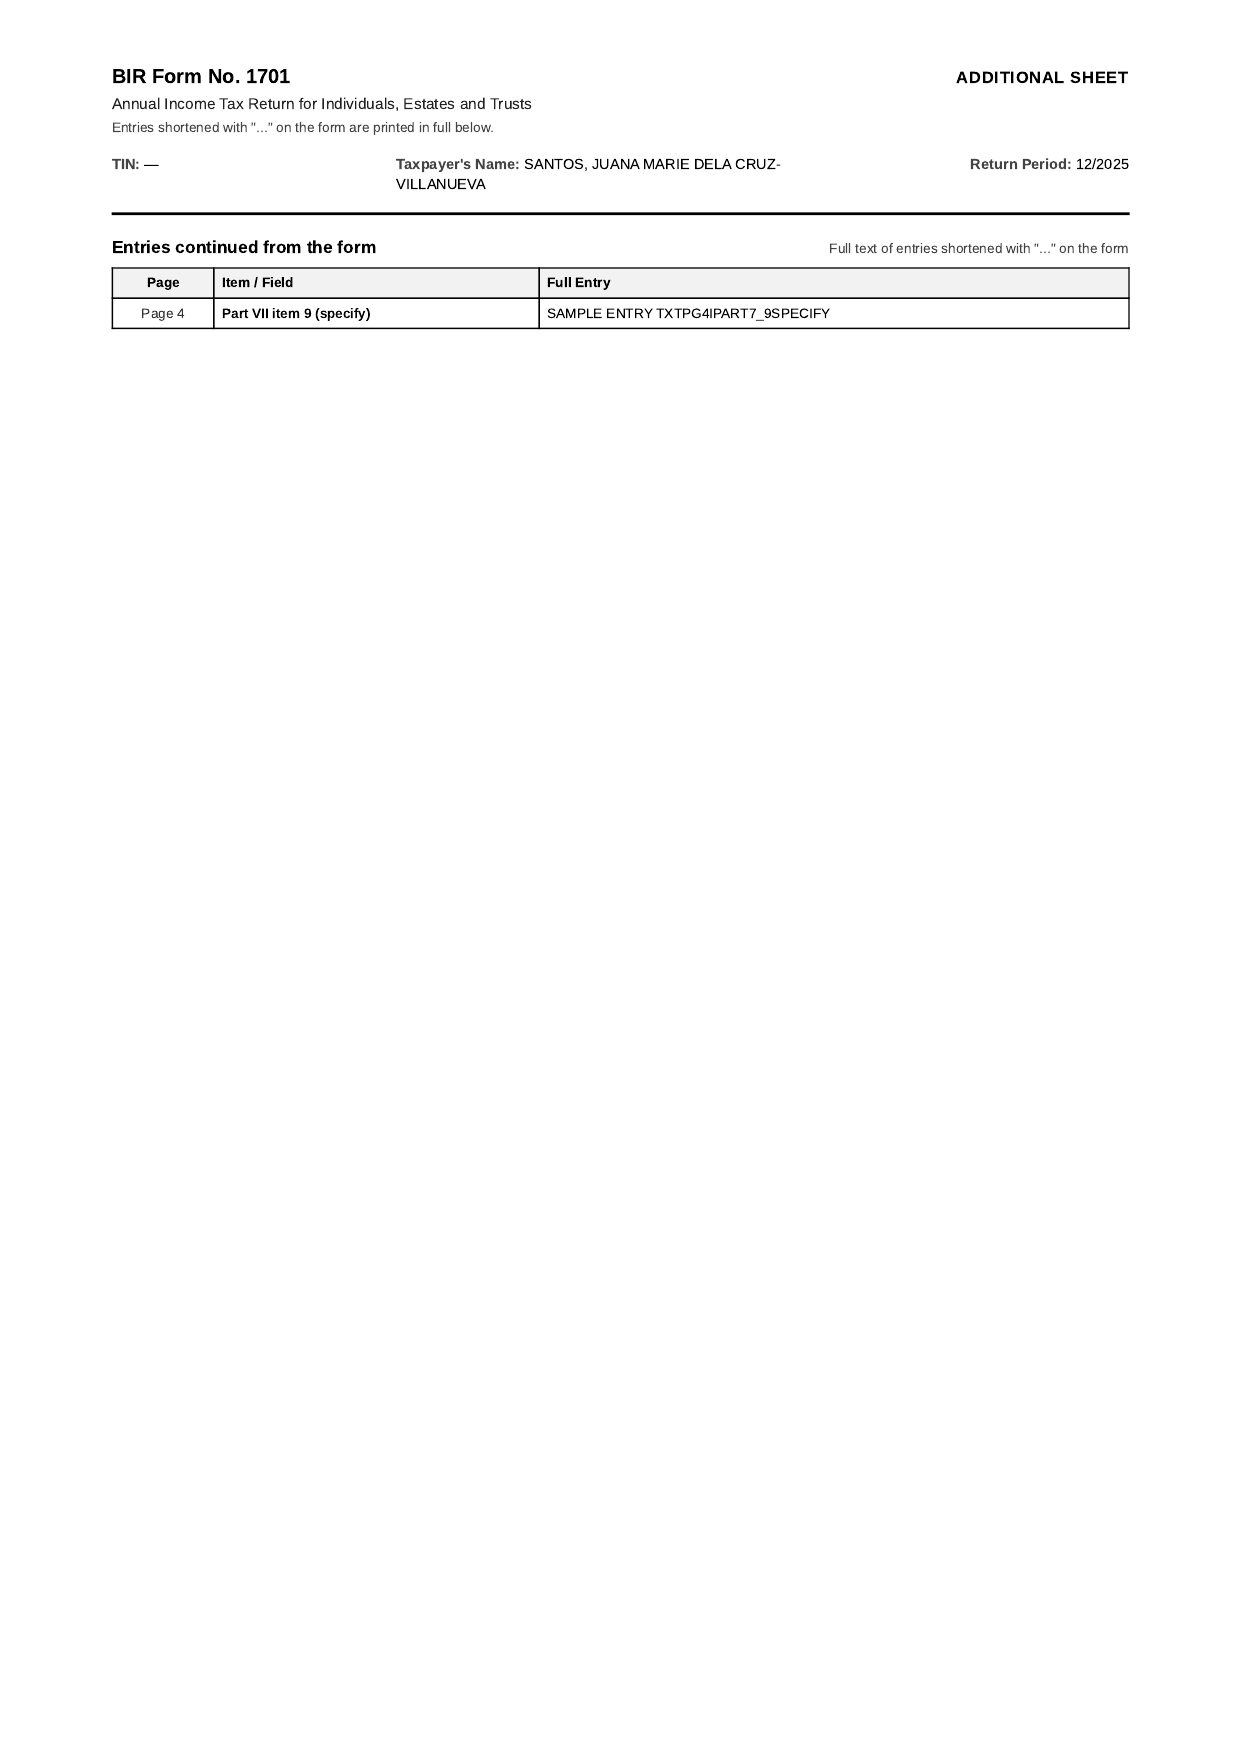 BIR Form No. 1701
ADDITIONAL SHEET
Annual Income Tax Return for Individuals, Estates and Trusts
Entries shortened with "..." on the form are printed in full below.
TIN: —
Taxpayer's Name: SANTOS, JUANA MARIE DELA CRUZ-
VILLANUEVA
Return Period: 12/2025
Entries continued from the form
Full text of entries shortened with "..." on the form
Page Item / Field Full Entry
Page 4 Part VII item 9 (specify) SAMPLE ENTRY TXTPG4IPART7_9SPECIFY